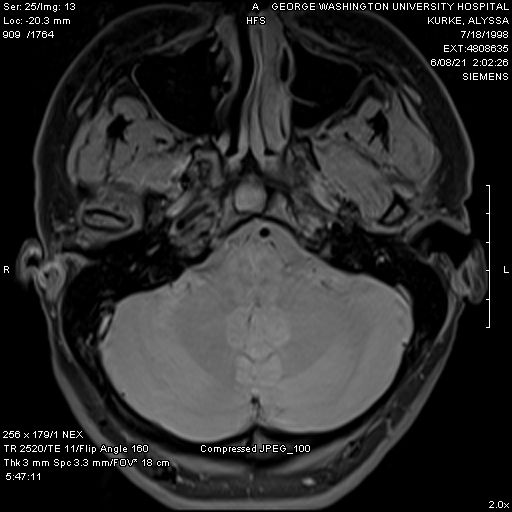 Ser: 25/Img: 13
Loc: -20.3 mm
909 /1764
A
HFS
GEORGE WASHINGTON UNIVERSITY HOSPITAL
KURKE, ALYSSA
7/18/1998
EXT:4808635
6/08/21 2:02:26
SIEMENS
R
L
256 x 179/1 NEX
TR 2520/TE 11/Flip Angle 160
Thk 3 mm Spc 3.3 mm/FOV* 18 cm
5:47:11
Compressed JPEG_100
2.0x